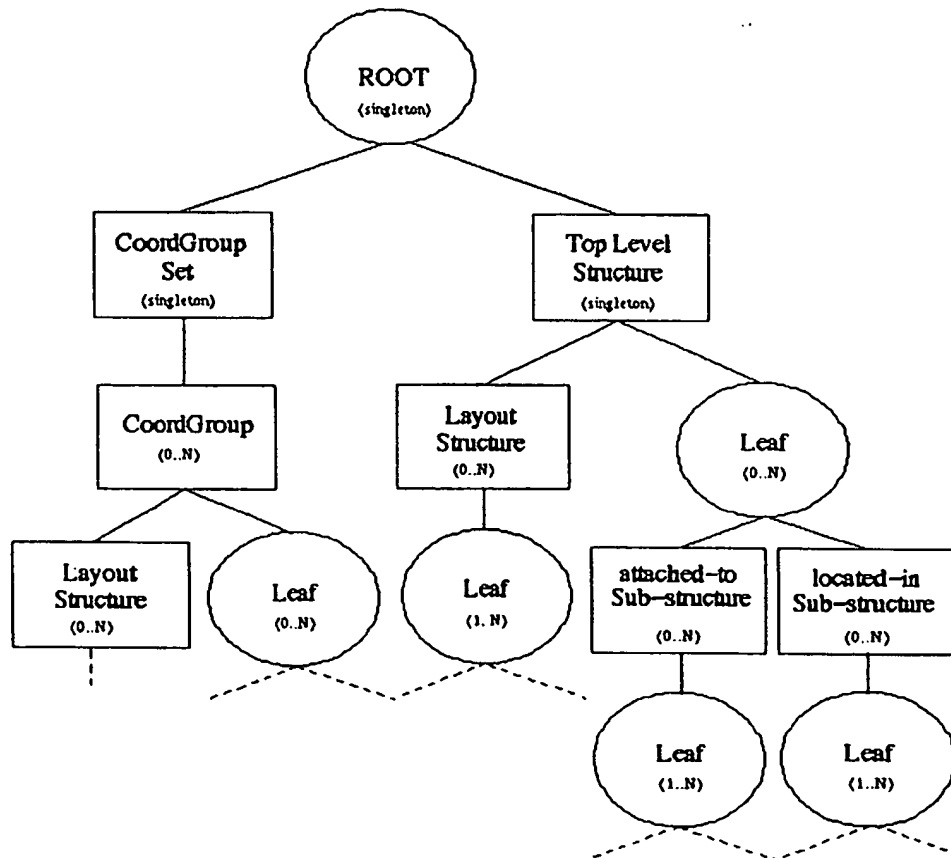 ROOT
(singleton)
CoordGroup
Set
(singleton)
Top Level
Structure
(singleton)
CoordGroup
(0..N)
Layout
Structure
(0..N)
Leaf
(0..N)
Layout
Structure
(0..N)
Leaf
(0..N)
Leaf
(1..N)
attached-to
Sub-structure
(0..N)
located-in
Sub-structure
(0..N)
Leaf
(1..N)
Leaf
(1..N)